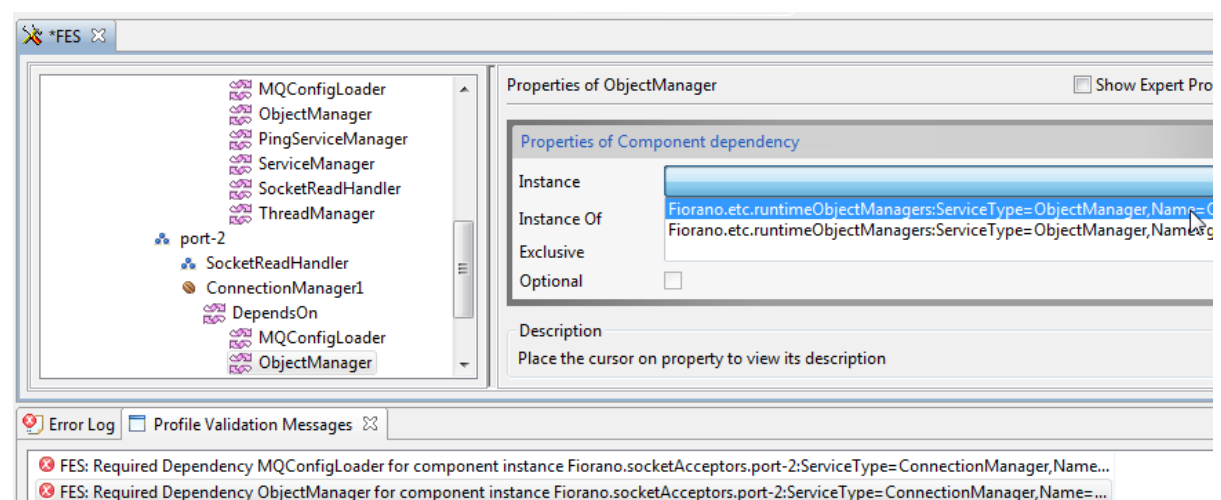 *FES
MQConfigLoader
ObjectManager
PingServiceManager
ServiceManager
SocketReadHandler
ThreadManager
port-2
SocketReadHandler
ConnectionManager1
DependsOn
MQConfigLoader
ObjectManager
Properties of ObjectManager
Show Expert Pro
Properties of Component dependency
Instance
Fiorano.etc.runtimeObjectManagers:ServiceType=ObjectManager,Name=
Instance Of
Fiorano.etc.runtimeObjectManagers:ServiceType=ObjectManager,Name
Exclusive
Optional
Description
Place the cursor on property to view its description
Error Log
Profile Validation Messages
FES: Required Dependency MQConfigLoader for component instance Fiorano.socketAcceptors.port-2:ServiceType=ConnectionManager,Name...
FES: Required Dependency ObjectManager for component instance Fiorano.socketAcceptors.port-2:ServiceType=ConnectionManager,Name=...